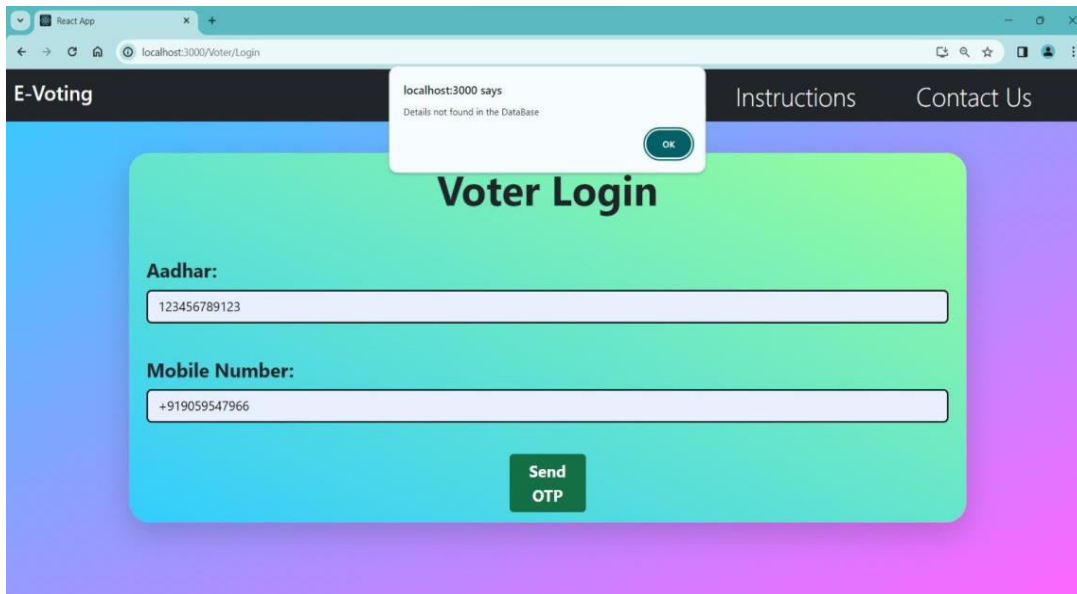 React App
localhost:3000/Voter/Login
E-Voting
localhost:3000 says
Details not found in the DataBase
OK
Instructions
Contact Us
Voter Login
Aadhar:
123456789123
Mobile Number:
+919059547966
Send
OTP